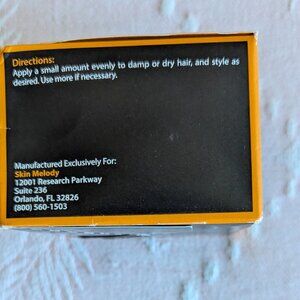 Directions:
Apply a small amount evenly to damp or dry hair, and style as
desired. Use more if necessary.
Manufactured Exclusively For:
Skin Melody
12001 Research Parkway
Suite 236
Orlando, FL 32826
(800) 560-1503